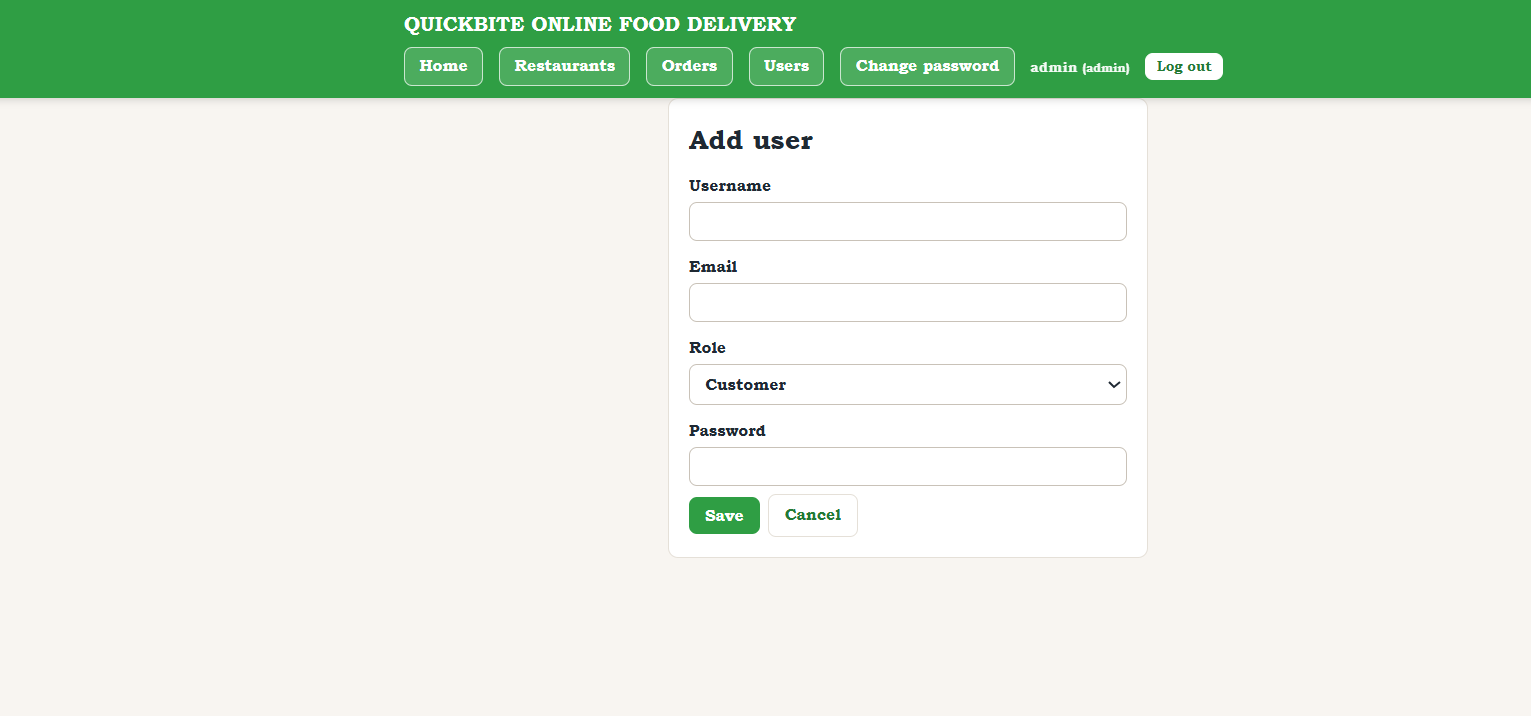 QUICKBITE ONLINE FOOD DELIVERY
Home Restaurants Orders Users Change password admin (admin) Log out
Add user
Username
Email
Role
Customer
Password
Save Cancel